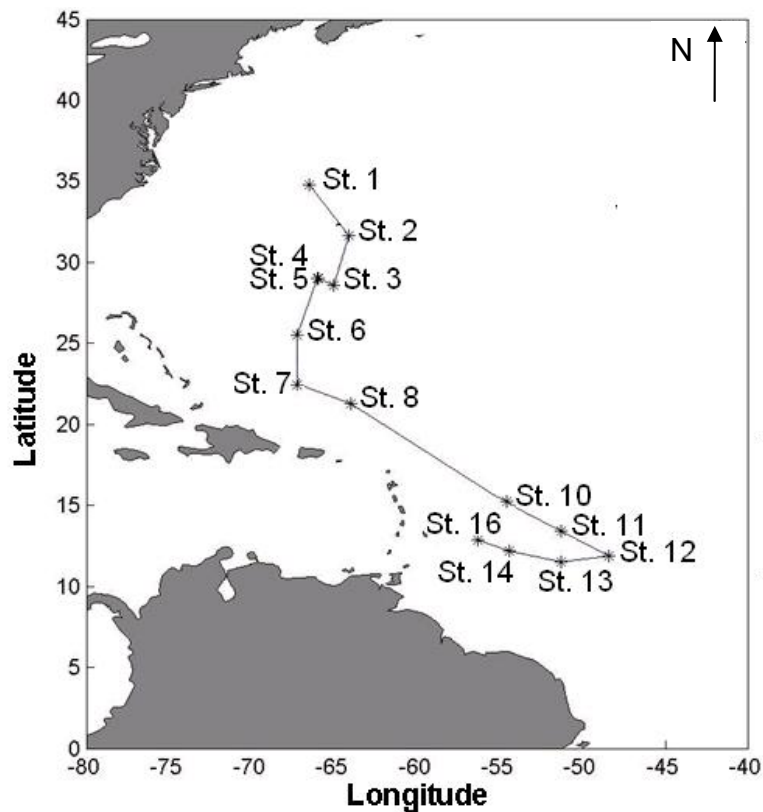 45
N
40
35
St. 1
St. 2
30
St. 4
St. 5
St. 3
25
St. 6
St. 7
St. 8
20
15
St. 10
St. 16
St. 11
St. 12
St. 14
St. 13
10
5
0
Latitude
-80
-70
-65
-60
-55
-50
-45
-40
Longitude